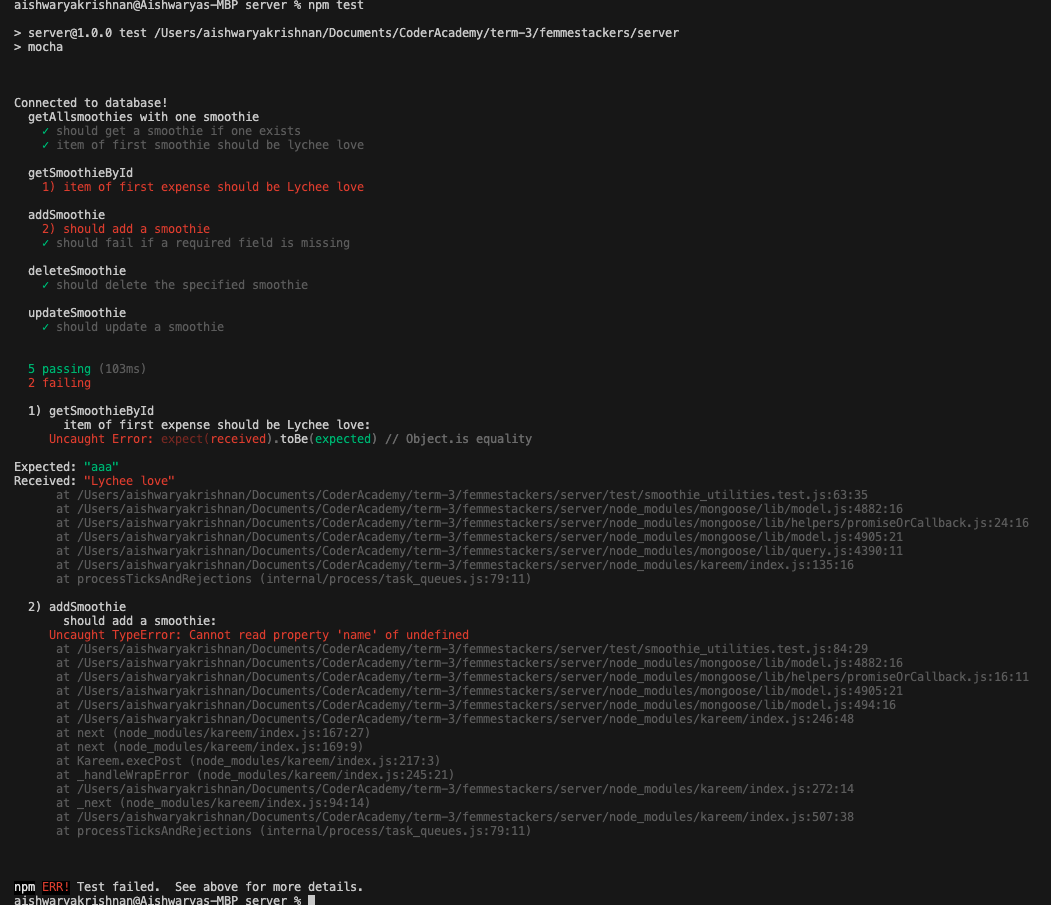 aishwaryakrishnan@Aishwaryas-MBP server % npm test
> server@1.0.0 test /Users/aishwaryakrishnan/Documents/CoderAcademy/term-3/femmestackers/server
> mocha
Connected to database!
getAllsmoothies with one smoothie
✓ should get a smoothie if one exists
✓ item of first smoothie should be lychee love
getSmoothieById
1) item of first expense should be Lychee love
addSmoothie
2) should add a smoothie
✓ should fail if a required field is missing
deleteSmoothie
✓ should delete the specified smoothie
updateSmoothie
✓ should update a smoothie
5 passing (103ms)
2 failing
1) getSmoothieById
item of first expense should be Lychee love:
Uncaught Error: expect(received).toBe(expected) // Object.is equality
Expected: "aaa"
Received: "Lychee love"
at /Users/aishwaryakrishnan/Documents/CoderAcademy/term-3/femmestackers/server/test/smoothie_utilities.test.js:63:35
at /Users/aishwaryakrishnan/Documents/CoderAcademy/term-3/femmestackers/server/node_modules/mongoose/lib/model.js:4882:16
at /Users/aishwaryakrishnan/Documents/CoderAcademy/term-3/femmestackers/server/node_modules/mongoose/lib/helpers/promiseOrCallback.js:24:16
at /Users/aishwaryakrishnan/Documents/CoderAcademy/term-3/femmestackers/server/node_modules/mongoose/lib/model.js:4905:21
at /Users/aishwaryakrishnan/Documents/CoderAcademy/term-3/femmestackers/server/node_modules/mongoose/lib/query.js:4390:11
at /Users/aishwaryakrishnan/Documents/CoderAcademy/term-3/femmestackers/server/node_modules/kareem/index.js:135:16
at processTicksAndRejections (internal/process/task_queues.js:79:11)
2) addSmoothie
should add a smoothie:
Uncaught TypeError: Cannot read property 'name' of undefined
at /Users/aishwaryakrishnan/Documents/CoderAcademy/term-3/femmestackers/server/test/smoothie_utilities.test.js:84:29
at /Users/aishwaryakrishnan/Documents/CoderAcademy/term-3/femmestackers/server/node_modules/mongoose/lib/model.js:4882:16
at /Users/aishwaryakrishnan/Documents/CoderAcademy/term-3/femmestackers/server/node_modules/mongoose/lib/helpers/promiseOrCallback.js:16:11
at /Users/aishwaryakrishnan/Documents/CoderAcademy/term-3/femmestackers/server/node_modules/mongoose/lib/model.js:4905:21
at /Users/aishwaryakrishnan/Documents/CoderAcademy/term-3/femmestackers/server/node_modules/mongoose/lib/model.js:494:16
at /Users/aishwaryakrishnan/Documents/CoderAcademy/term-3/femmestackers/server/node_modules/kareem/index.js:246:48
at next (node_modules/kareem/index.js:167:27)
at next (node_modules/kareem/index.js:169:9)
at Kareem.execPost (node_modules/kareem/index.js:217:3)
at _handleWrapError (node_modules/kareem/index.js:245:21)
at /Users/aishwaryakrishnan/Documents/CoderAcademy/term-3/femmestackers/server/node_modules/kareem/index.js:272:14
at _next (node_modules/kareem/index.js:94:14)
at /Users/aishwaryakrishnan/Documents/CoderAcademy/term-3/femmestackers/server/node_modules/kareem/index.js:507:38
at processTicksAndRejections (internal/process/task_queues.js:79:11)
npm ERR! Test failed.  See above for more details.
aishwaryakrishnan@Aishwaryas-MBP server %